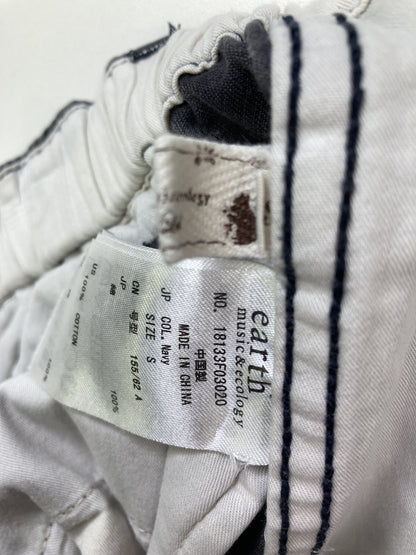 earth
music&ecology
NO. 18133F03020
中国製
MADE IN CHINA
JP COL. Navy
SIZE S
CN 号型 155/62 A
JP 綿 100%
US 100% COTTON
100%